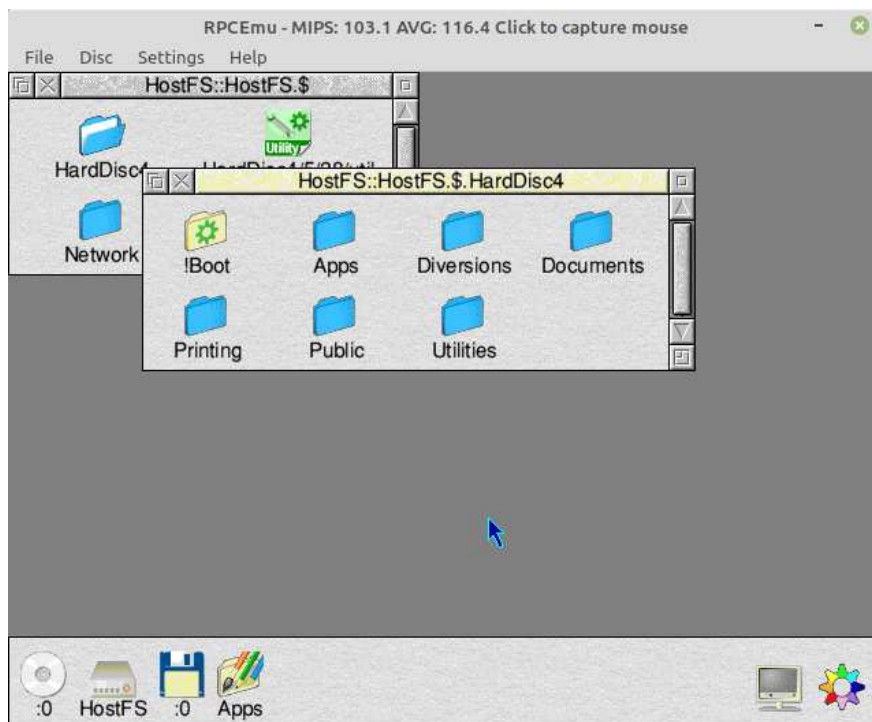 RPCEmu - MIPS: 103.1 AVG: 116.4 Click to capture mouse
File Disc Settings Help
HostFS::HostFS.$
Utility
HardDisc4
Network
HostFS::HostFS.$.HardDisc4
!Boot Apps Diversions Documents
Printing Public Utilities
:0 HostFS :0 Apps